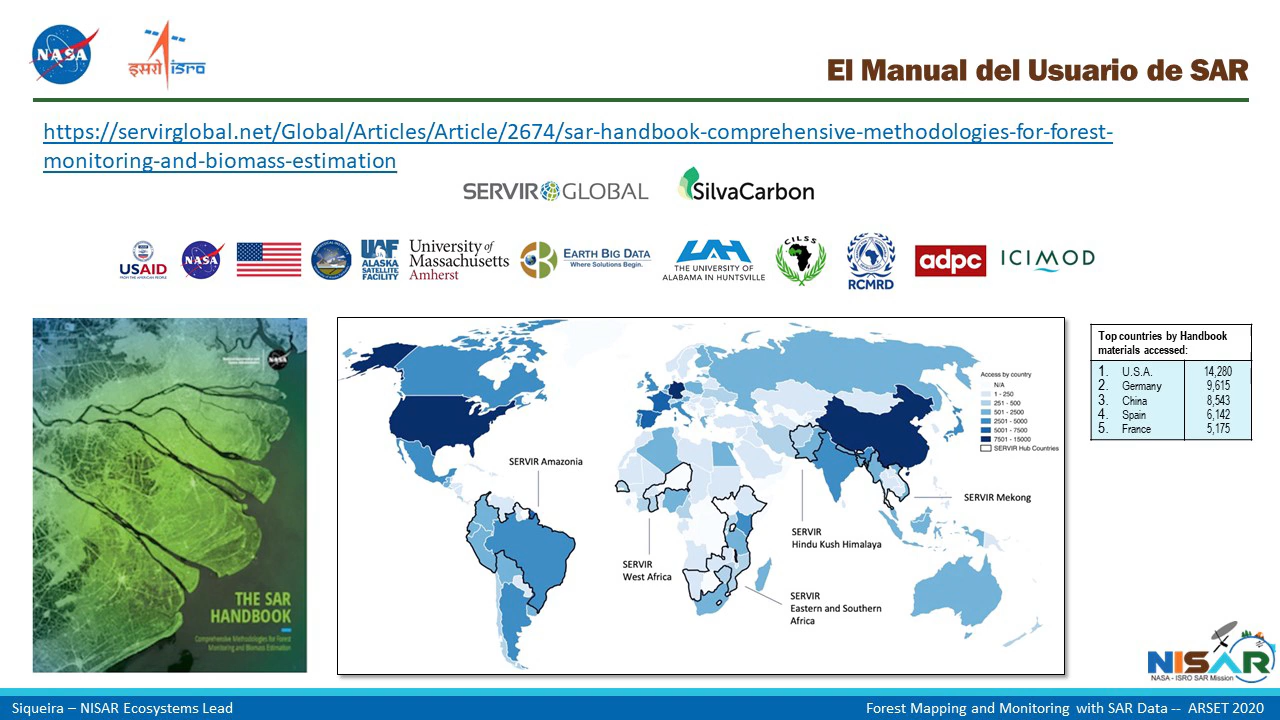 NASA
इसरो isro
El Manual del Usuario de SAR
https://servirglobal.net/Global/Articles/Article/2674/sar-handbook-comprehensive-methodologies-for-forest-
monitoring-and-biomass-estimation
SERVIR GLOBAL
SilvaCarbon
USAID
FROM THE AMERICAN PEOPLE
NASA
UAF
ALASKA
SATELLITE
FACILITY
University of
Massachusetts
Amherst
EARTH BIG DATA
Where Solutions Begin.
UAH
THE UNIVERSITY OF
ALABAMA IN HUNTSVILLE
CILSS
RCMRD
adpc
ICIMOD
NASA
THE SAR
HANDBOOK
Comprehensive Methodologies for Forest
Monitoring and Biomass Estimation
Access by country
N/A
1 - 250
251 - 500
501 - 2500
2501 - 5000
5001 - 7500
7501 - 15000
SERVIR Hub Countries
SERVIR Amazonia
SERVIR
West Africa
SERVIR
Hindu Kush Himalaya
SERVIR
Eastern and Southern
Africa
SERVIR Mekong
Top countries by Handbook
materials accessed:
1. U.S.A. 14,280
2. Germany 9,615
3. China 8,543
4. Spain 6,142
5. France 5,175
NISAR
NASA - ISRO SAR Mission
Siqueira – NISAR Ecosystems Lead
Forest Mapping and Monitoring with SAR Data -- ARSET 2020